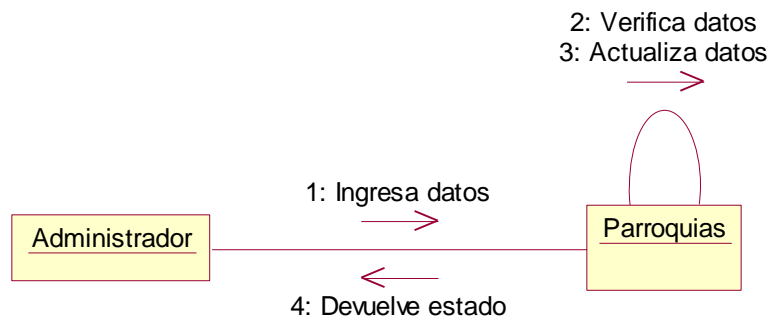 2: Verifica datos
3: Actualiza datos
1: Ingresa datos
Administrador
Parroquias
4: Devuelve estado